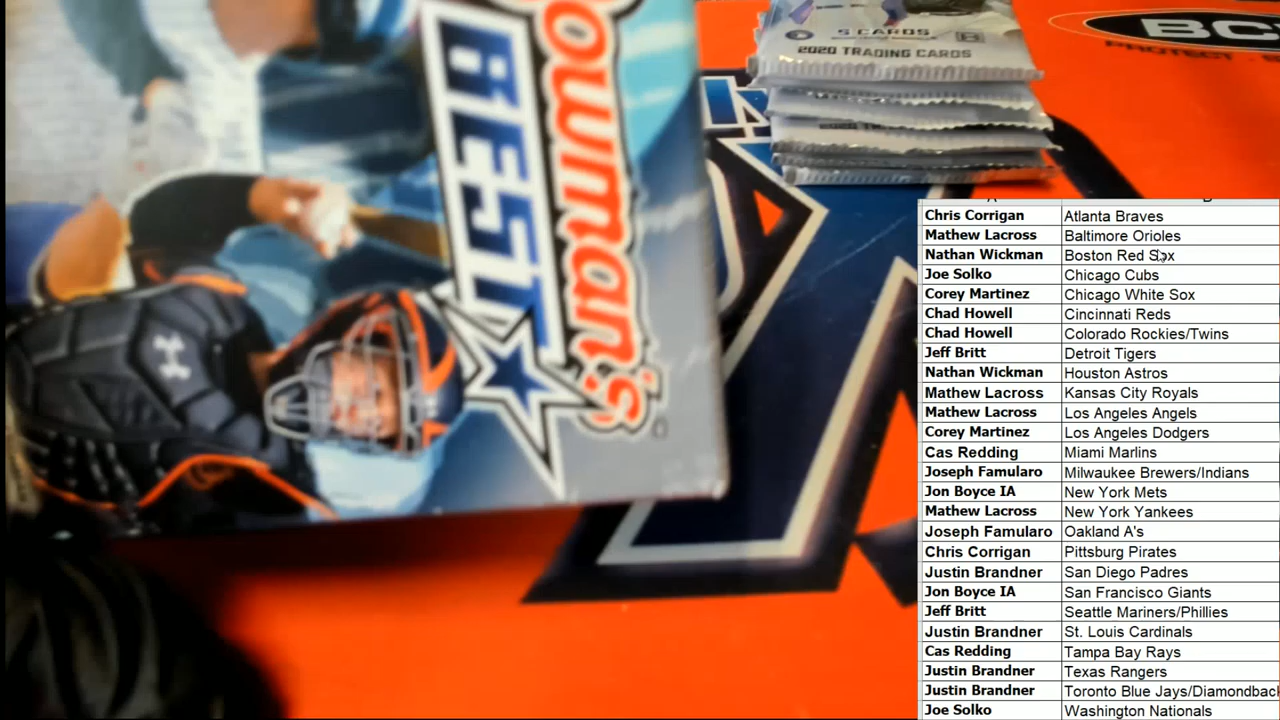 owman's
BEST
5 CARDS
2020 TRADING CARDS
BC
PROTECT
Chris Corrigan Atlanta Braves
Mathew Lacross Baltimore Orioles
Nathan Wickman Boston Red Sox
Joe Solko Chicago Cubs
Corey Martinez Chicago White Sox
Chad Howell Cincinnati Reds
Chad Howell Colorado Rockies/Twins
Jeff Britt Detroit Tigers
Nathan Wickman Houston Astros
Mathew Lacross Kansas City Royals
Mathew Lacross Los Angeles Angels
Corey Martinez Los Angeles Dodgers
Cas Redding Miami Marlins
Joseph Famularo Milwaukee Brewers/Indians
Jon Boyce IA New York Mets
Mathew Lacross New York Yankees
Joseph Famularo Oakland A's
Chris Corrigan Pittsburg Pirates
Justin Brandner San Diego Padres
Jon Boyce IA San Francisco Giants
Jeff Britt Seattle Mariners/Phillies
Justin Brandner St. Louis Cardinals
Cas Redding Tampa Bay Rays
Justin Brandner Texas Rangers
Justin Brandner Toronto Blue Jays/Diamondback
Joe Solko Washington Nationals